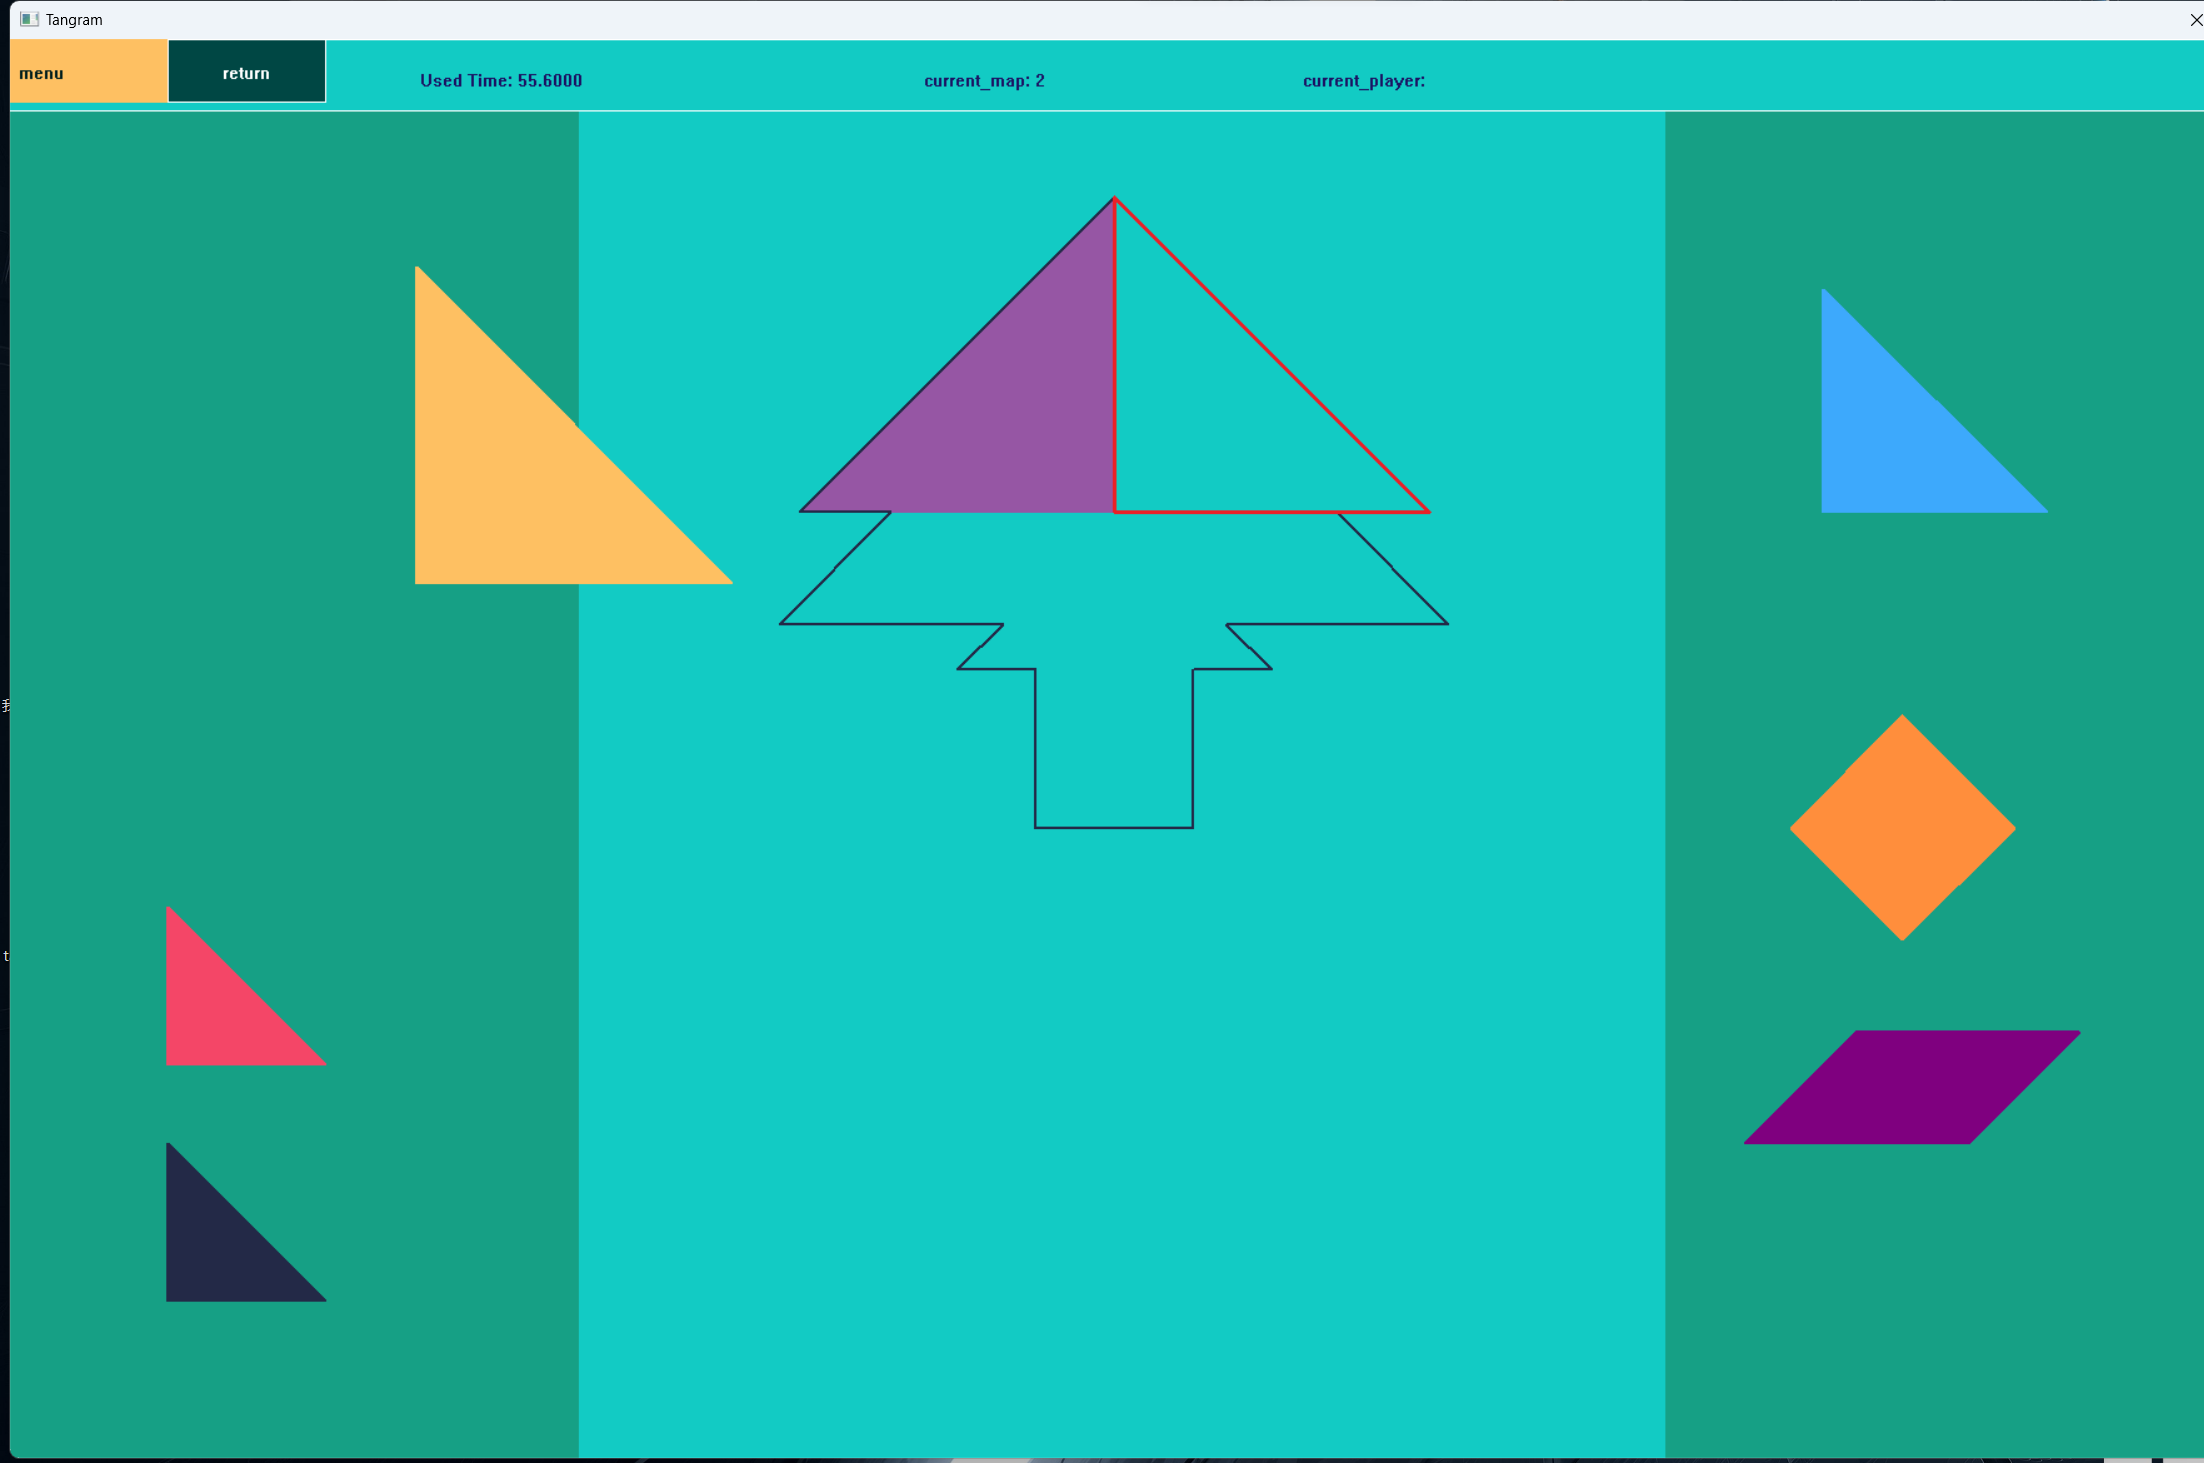 Tangram
menu
return
Used Time: 55.6000
current_map: 2
current_player:
t